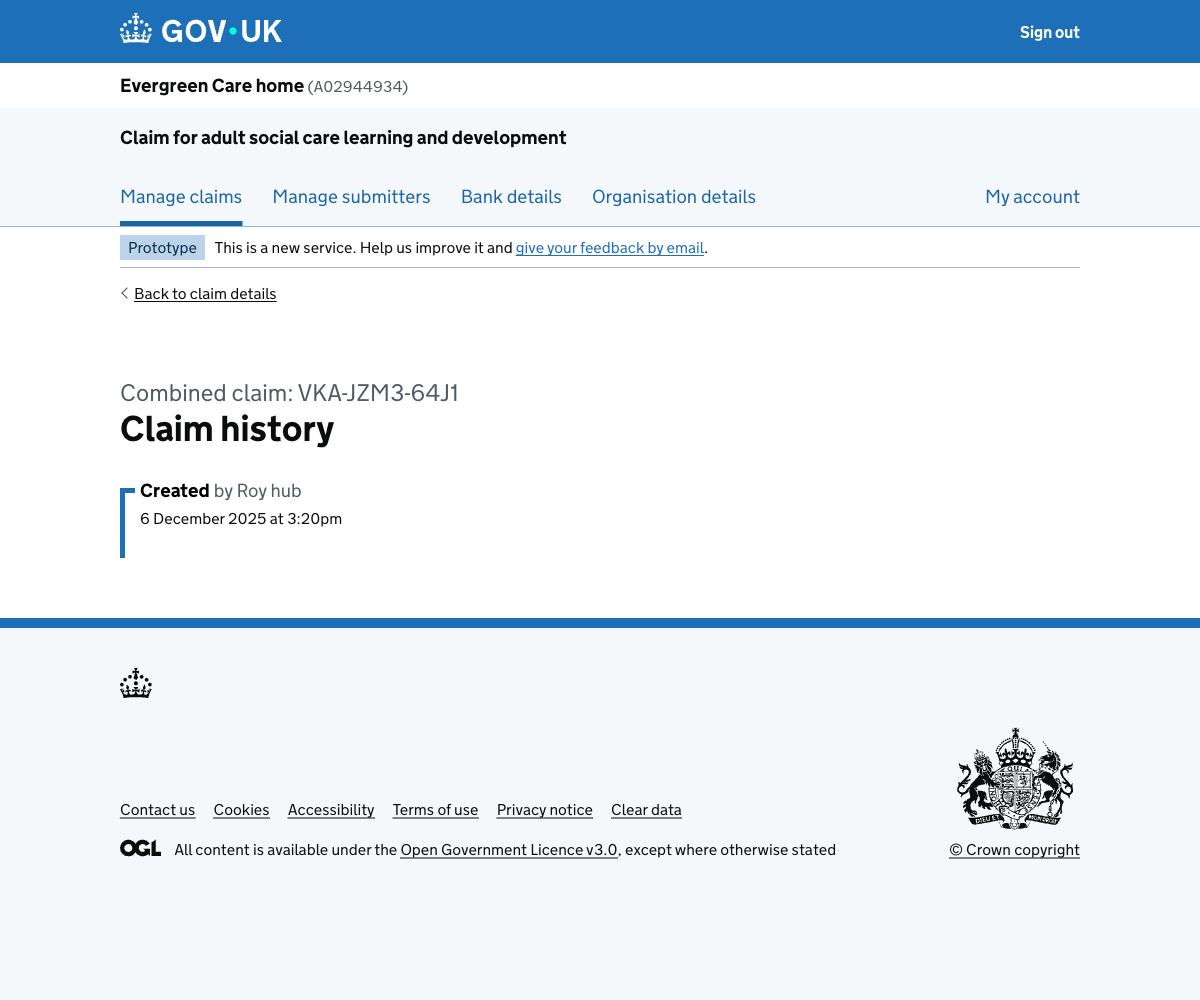 GOV•UK
Sign out
Evergreen Care home (A02944934)
Claim for adult social care learning and development
Manage claims Manage submitters Bank details Organisation details My account
Prototype This is a new service. Help us improve it and give your feedback by email.
Back to claim details
Combined claim: VKA-JZM3-64J1
Claim history
Created by Roy hub
6 December 2025 at 3:20pm
Contact us Cookies Accessibility Terms of use Privacy notice Clear data
OGL All content is available under the Open Government Licence v3.0, except where otherwise stated
© Crown copyright